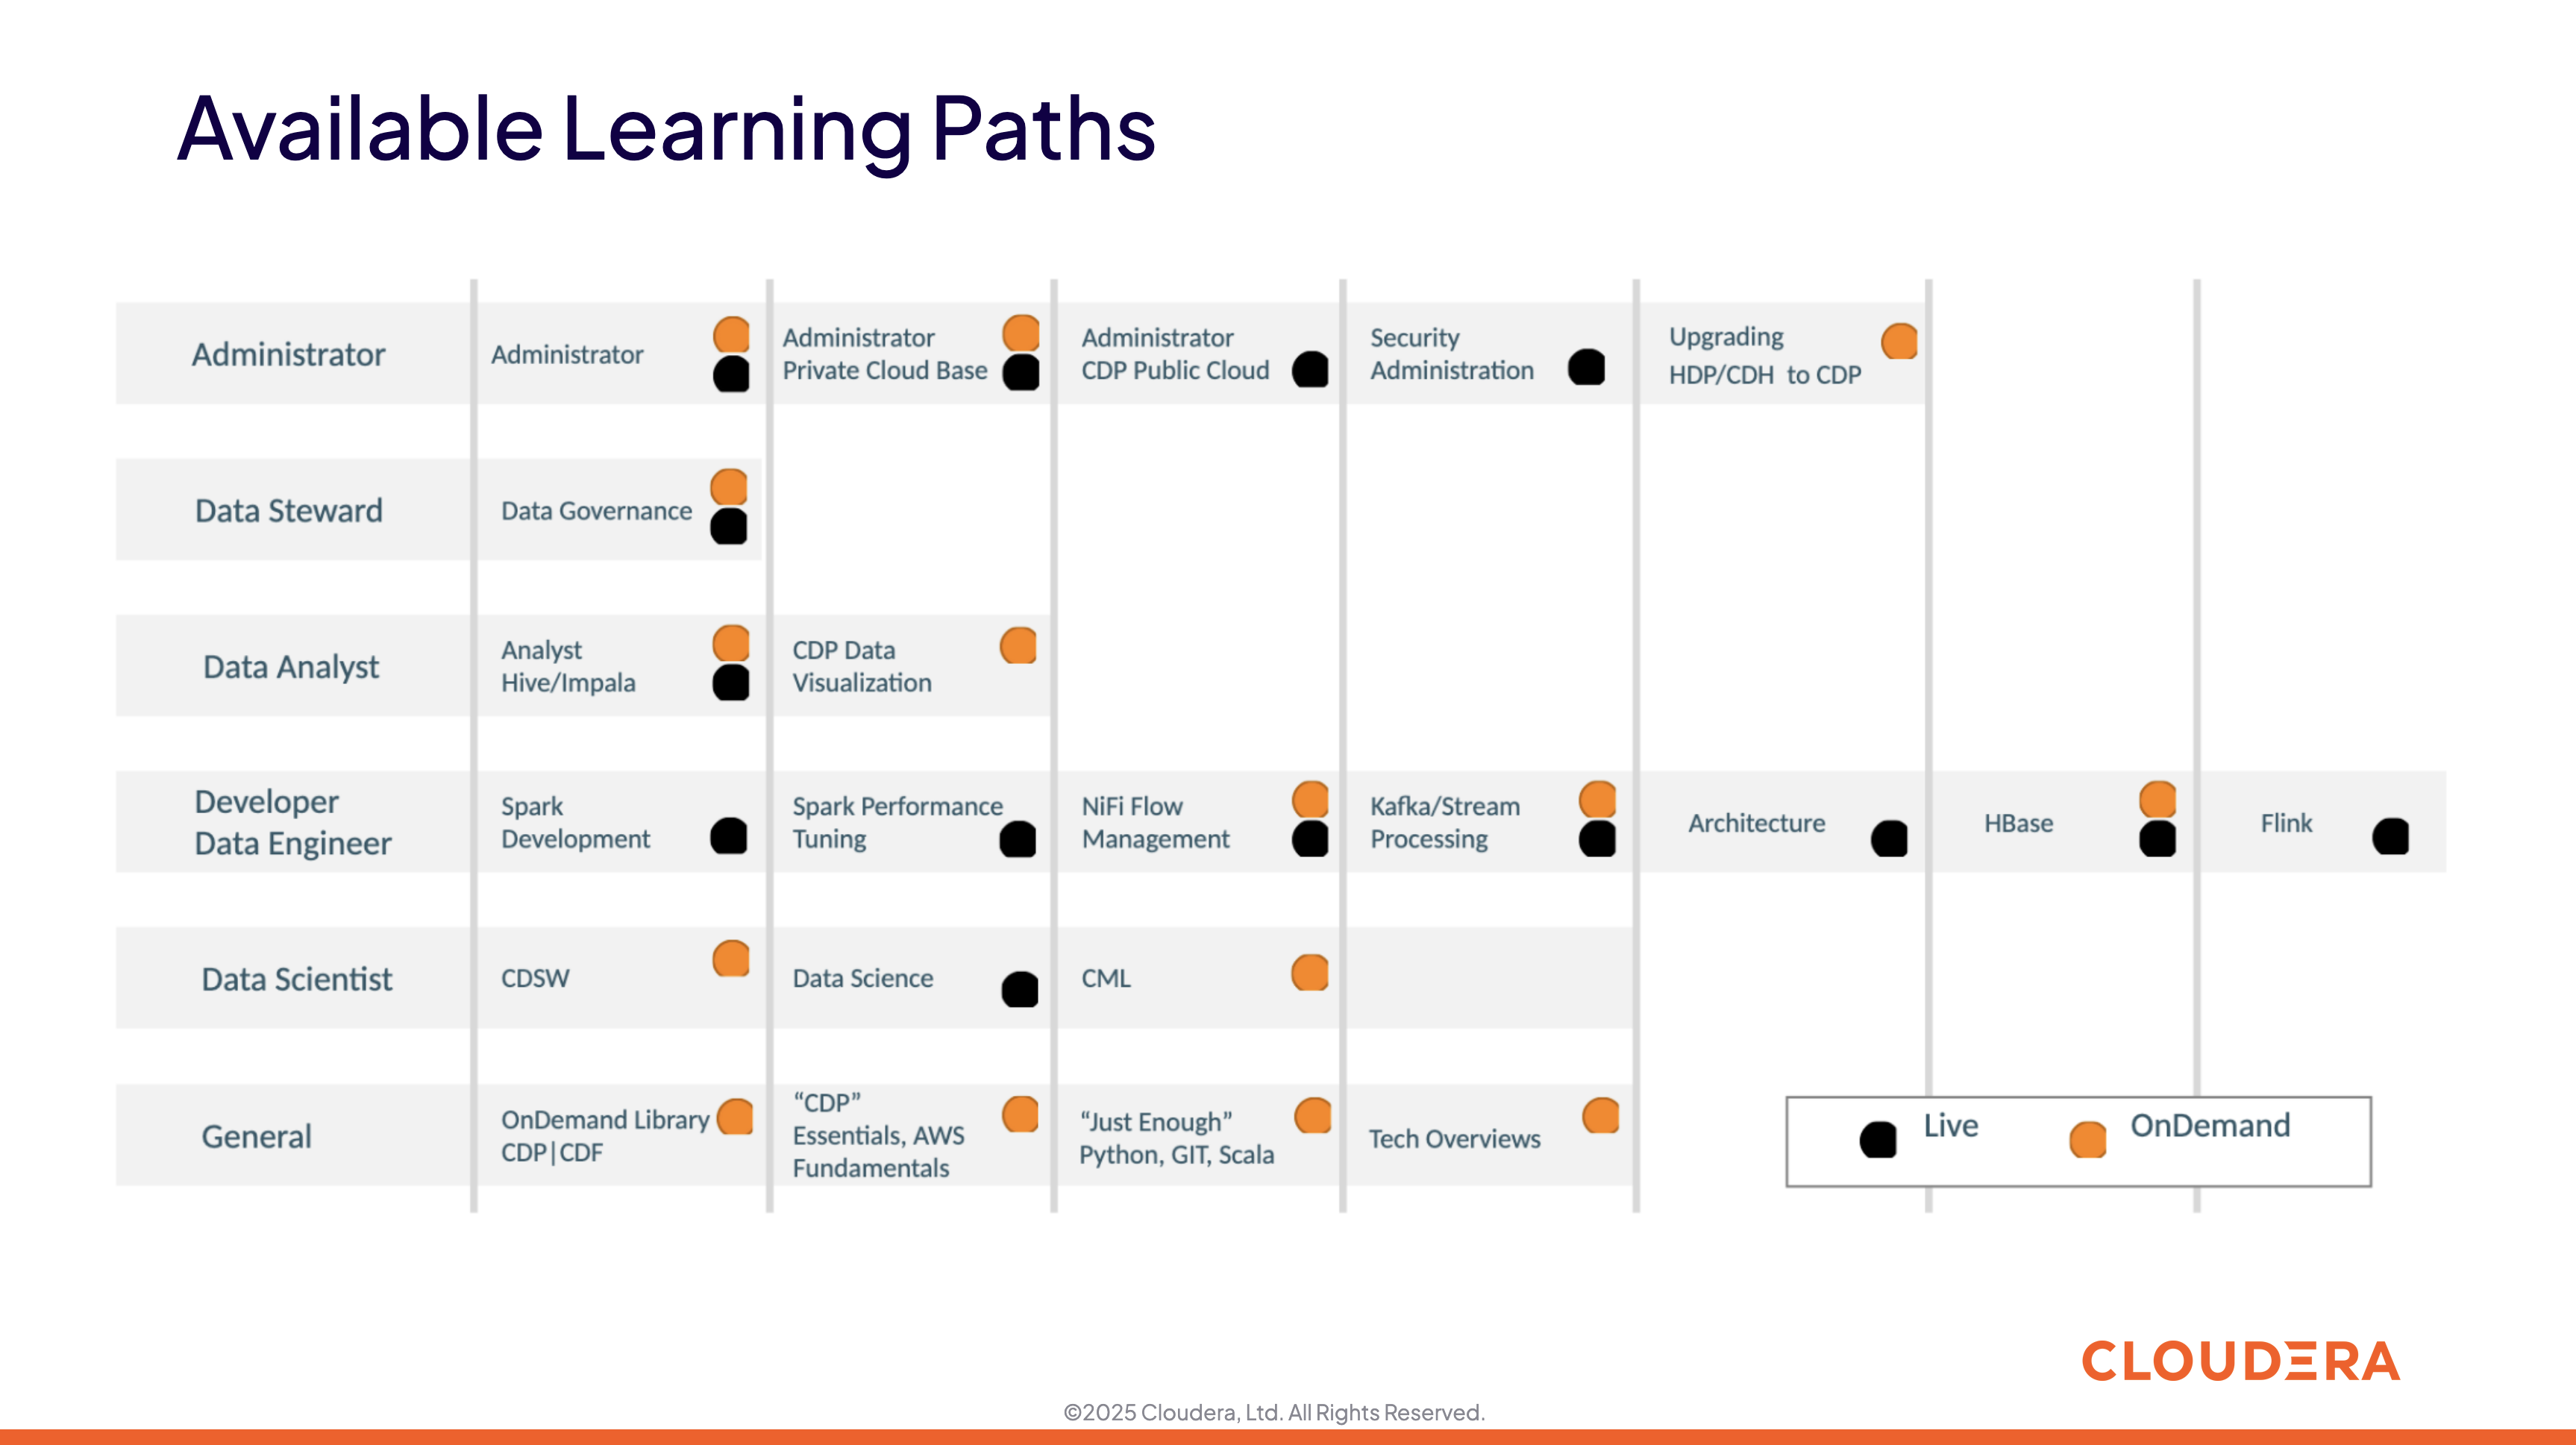 Available Learning Paths
Administrator
Administrator
Administrator
Private Cloud Base
Administrator
CDP Public Cloud
Security
Administration
Upgrading
HDP/CDH  to CDP
Data Steward
Data Governance
Data Analyst
Analyst
Hive/Impala
CDP Data
Visualization
Developer
Data Engineer
Spark
Development
Spark Performance
Tuning
NiFi Flow
Management
Kafka/Stream
Processing
Architecture
HBase
Flink
Data Scientist
CDSW
Data Science
CML
General
OnDemand Library
CDP|CDF
“CDP”
Essentials, AWS
Fundamentals
“Just Enough”
Python, GIT, Scala
Tech Overviews
Live
OnDemand
CLOUDERA
©2025 Cloudera, Ltd. All Rights Reserved.